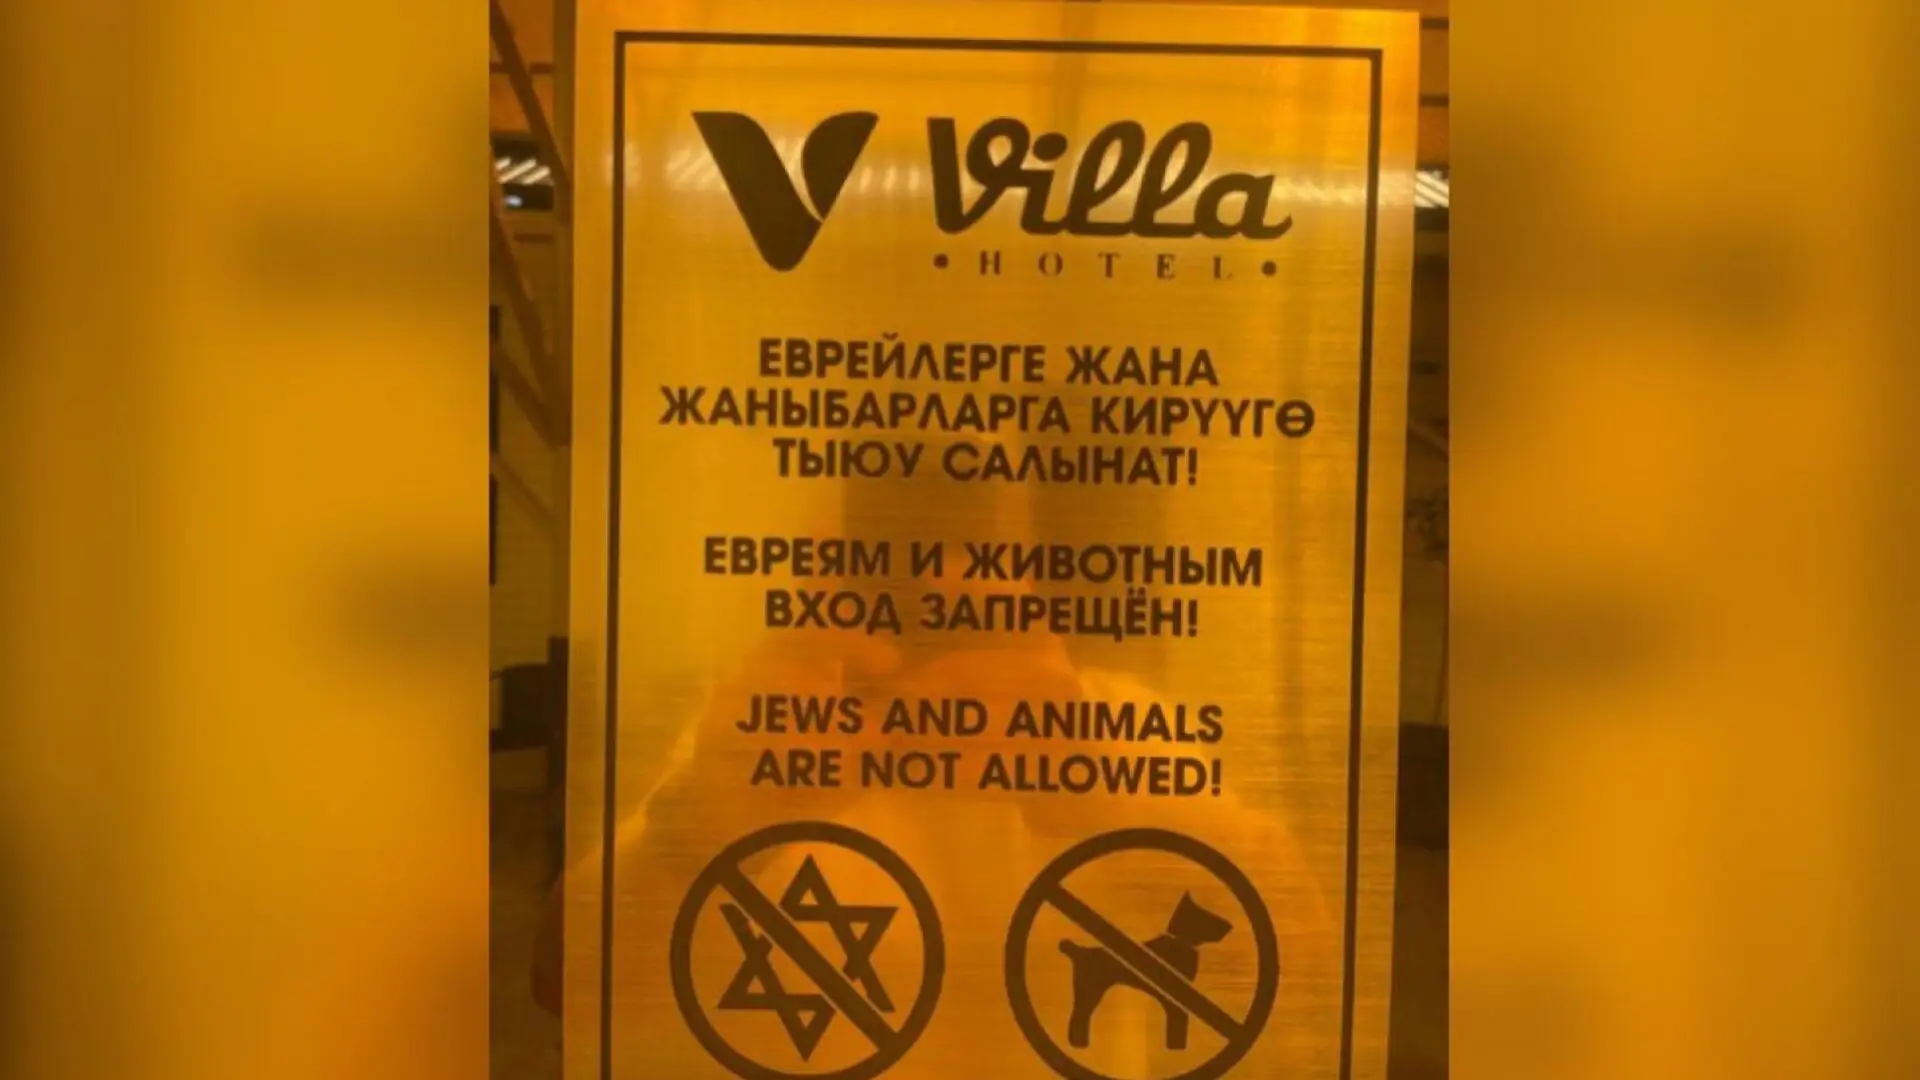 Villa
• HOTEL •
ЕВРЕЙЛЕРГЕ ЖАНА
ЖАНЫБАРЛАРГА КИРҮҮГӨ
ТЫЮУ САЛЫНАТ!
ЕВРЕЯМ И ЖИВОТНЫМ
ВХОД ЗАПРЕЩЁН!
JEWS AND ANIMALS
ARE NOT ALLOWED!